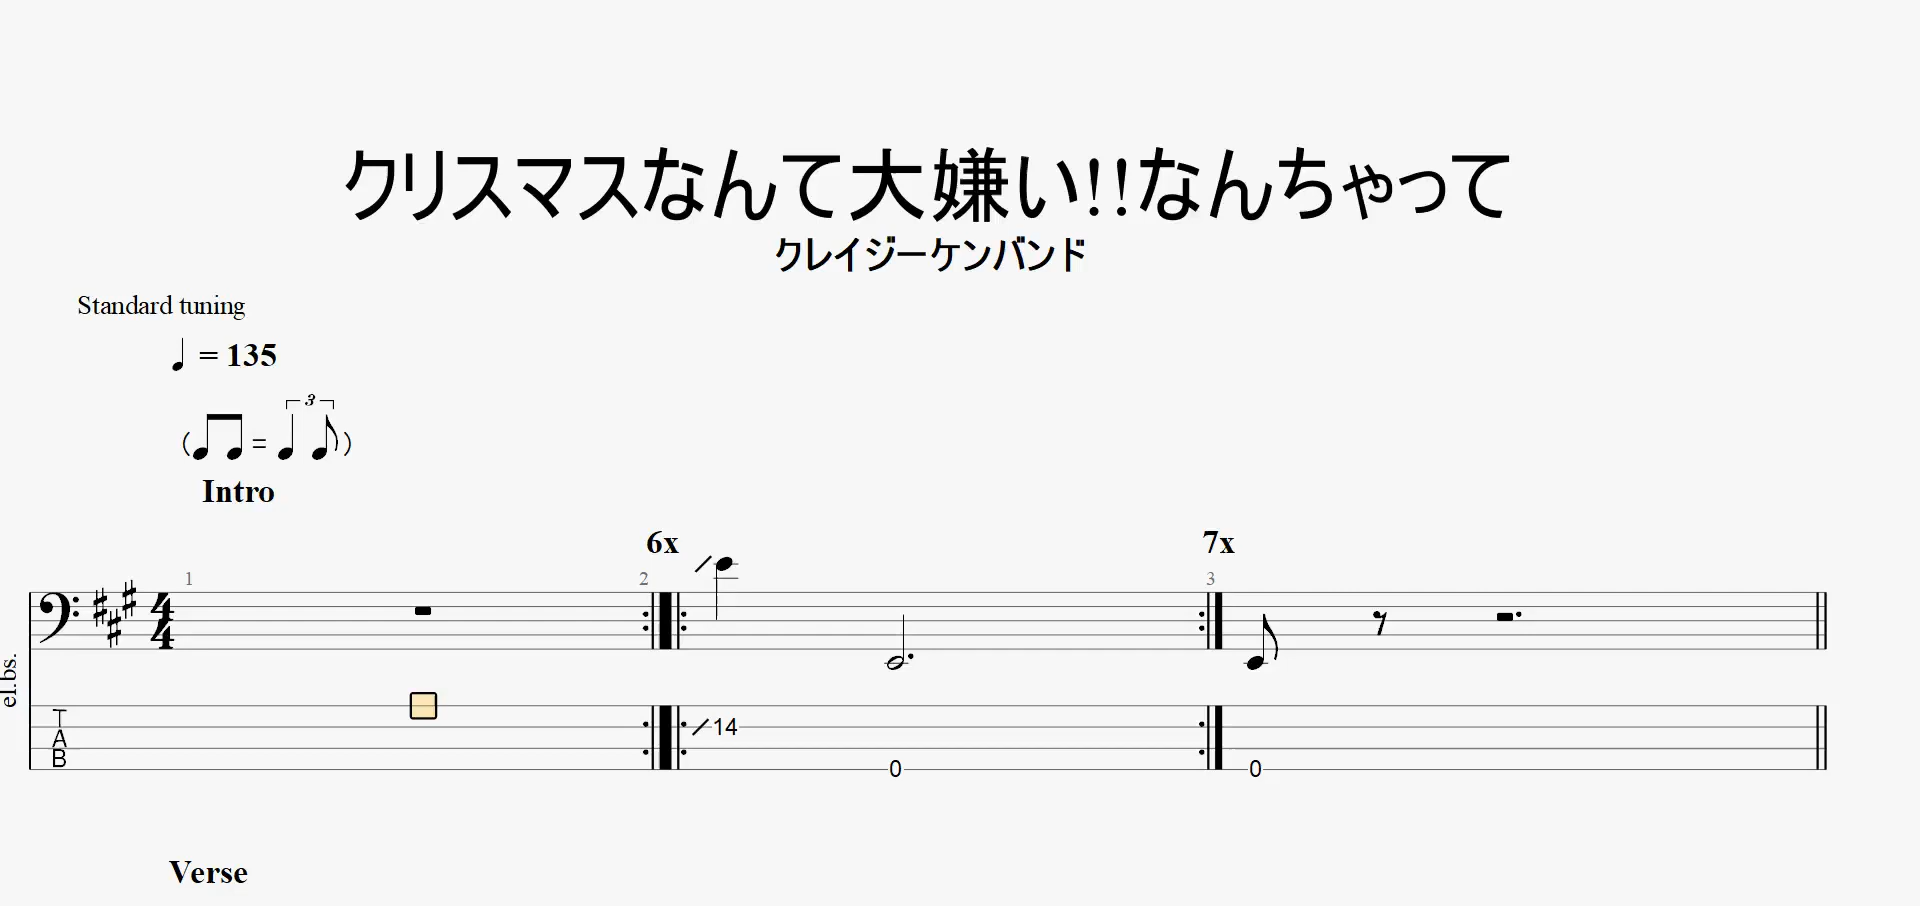 クリスマスなんて大嫌い!!なんちゃって
クレイジーケンバンド
Standard tuning
= 135
( = 3 )
Intro
6x 7x
1 2 3
4
4
el.bs.
T
A
B
14
0 0
Verse